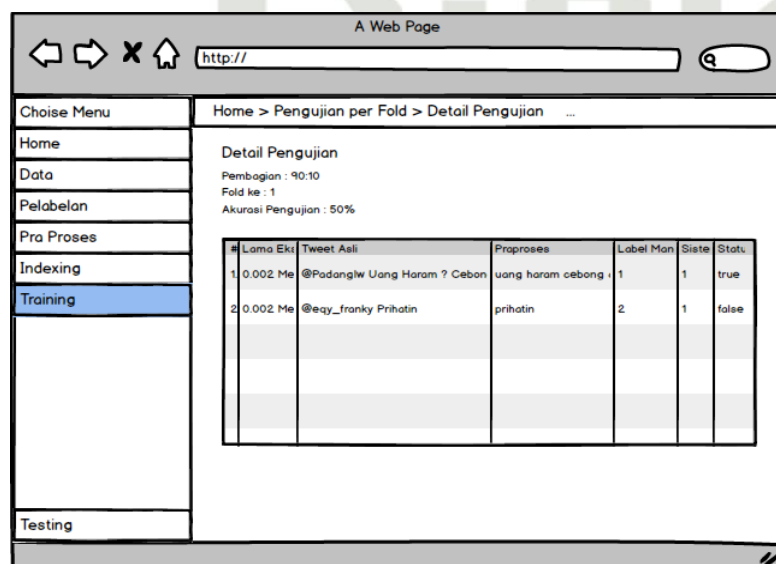 A Web Page
http://
Choise Menu
Home > Pengujian per Fold > Detail Pengujian ...
Home
Data
Pelabelan
Pra Proses
Indexing
Training
Testing
Detail Pengujian
Pembagian : 90:10
Fold ke : 1
Akurasi Pengujian : 50%
# Lama Eks Tweet Asli Praproses Label Man Siste Statu
1. 0.002 Me @Padanglw Uang Haram ? Cebon uang haram cebong 1 1 true
2 0.002 Me @eqy_franky Prihatin prihatin 2 1 false